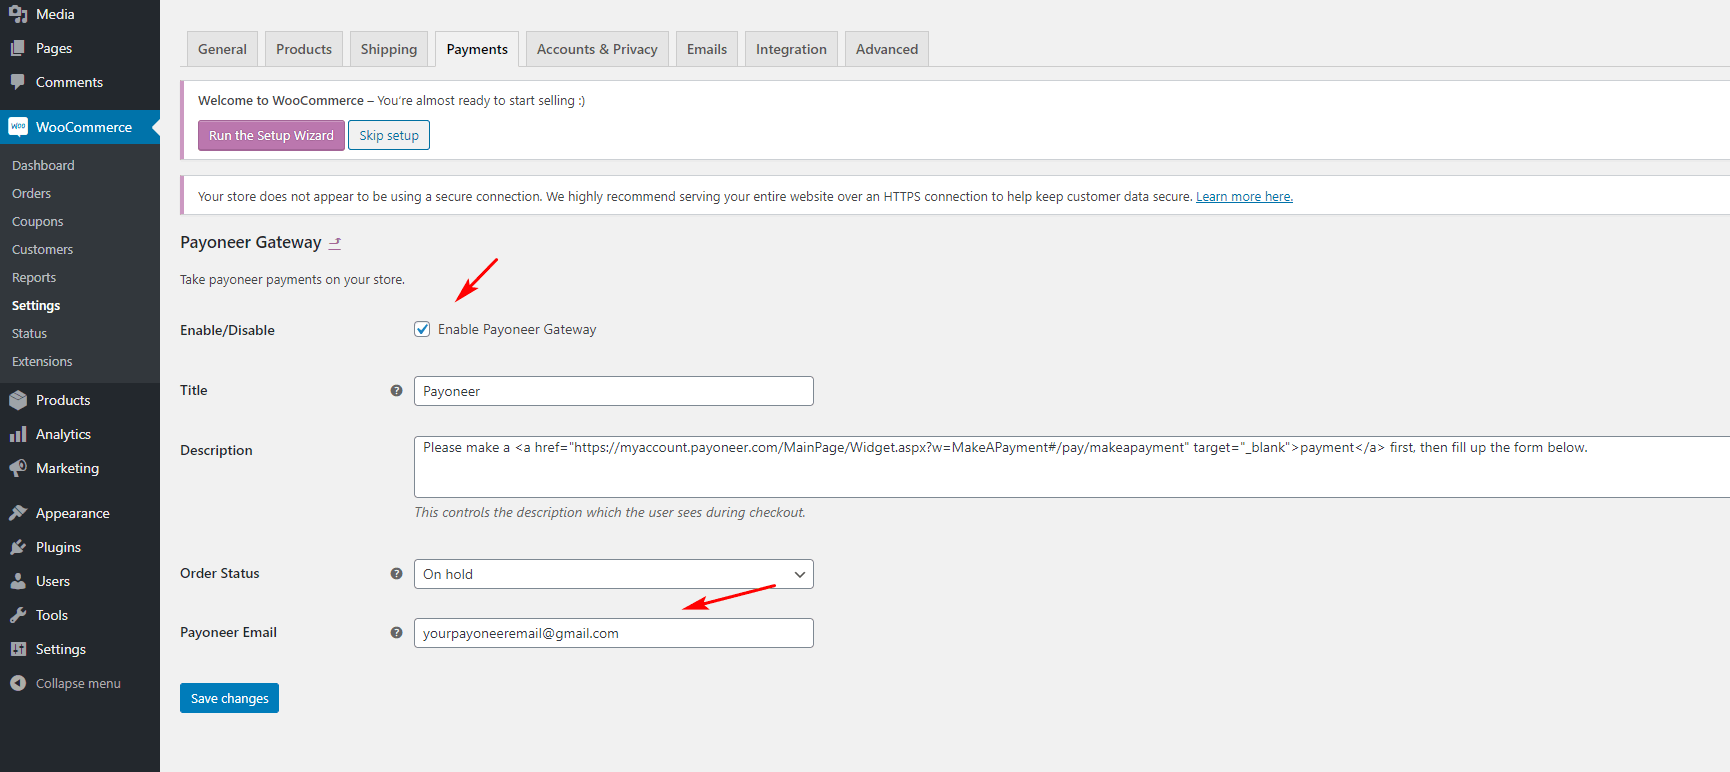 Media
Pages
Comments
WooCommerce
Dashboard
Orders
Coupons
Customers
Reports
Settings
Status
Extensions
Products
Analytics
Marketing
Appearance
Plugins
Users
Tools
Settings
Collapse menu
General Products Shipping Payments Accounts & Privacy Emails Integration Advanced
Welcome to WooCommerce – You're almost ready to start selling :)
Run the Setup Wizard Skip setup
Your store does not appear to be using a secure connection. We highly recommend serving your entire website over an HTTPS connection to help keep customer data secure. Learn more here.
Payoneer Gateway
Take payoneer payments on your store.
Enable/Disable Enable Payoneer Gateway
Title ? Payoneer
Description Please make a <a href="https://myaccount.payoneer.com/MainPage/Widget.aspx?w=MakeAPayment#/pay/makeapayment" target="_blank">payment</a> first, then fill up the form below.
This controls the description which the user sees during checkout.
Order Status ? On hold
Payoneer Email ? yourpayoneeremail@gmail.com
Save changes